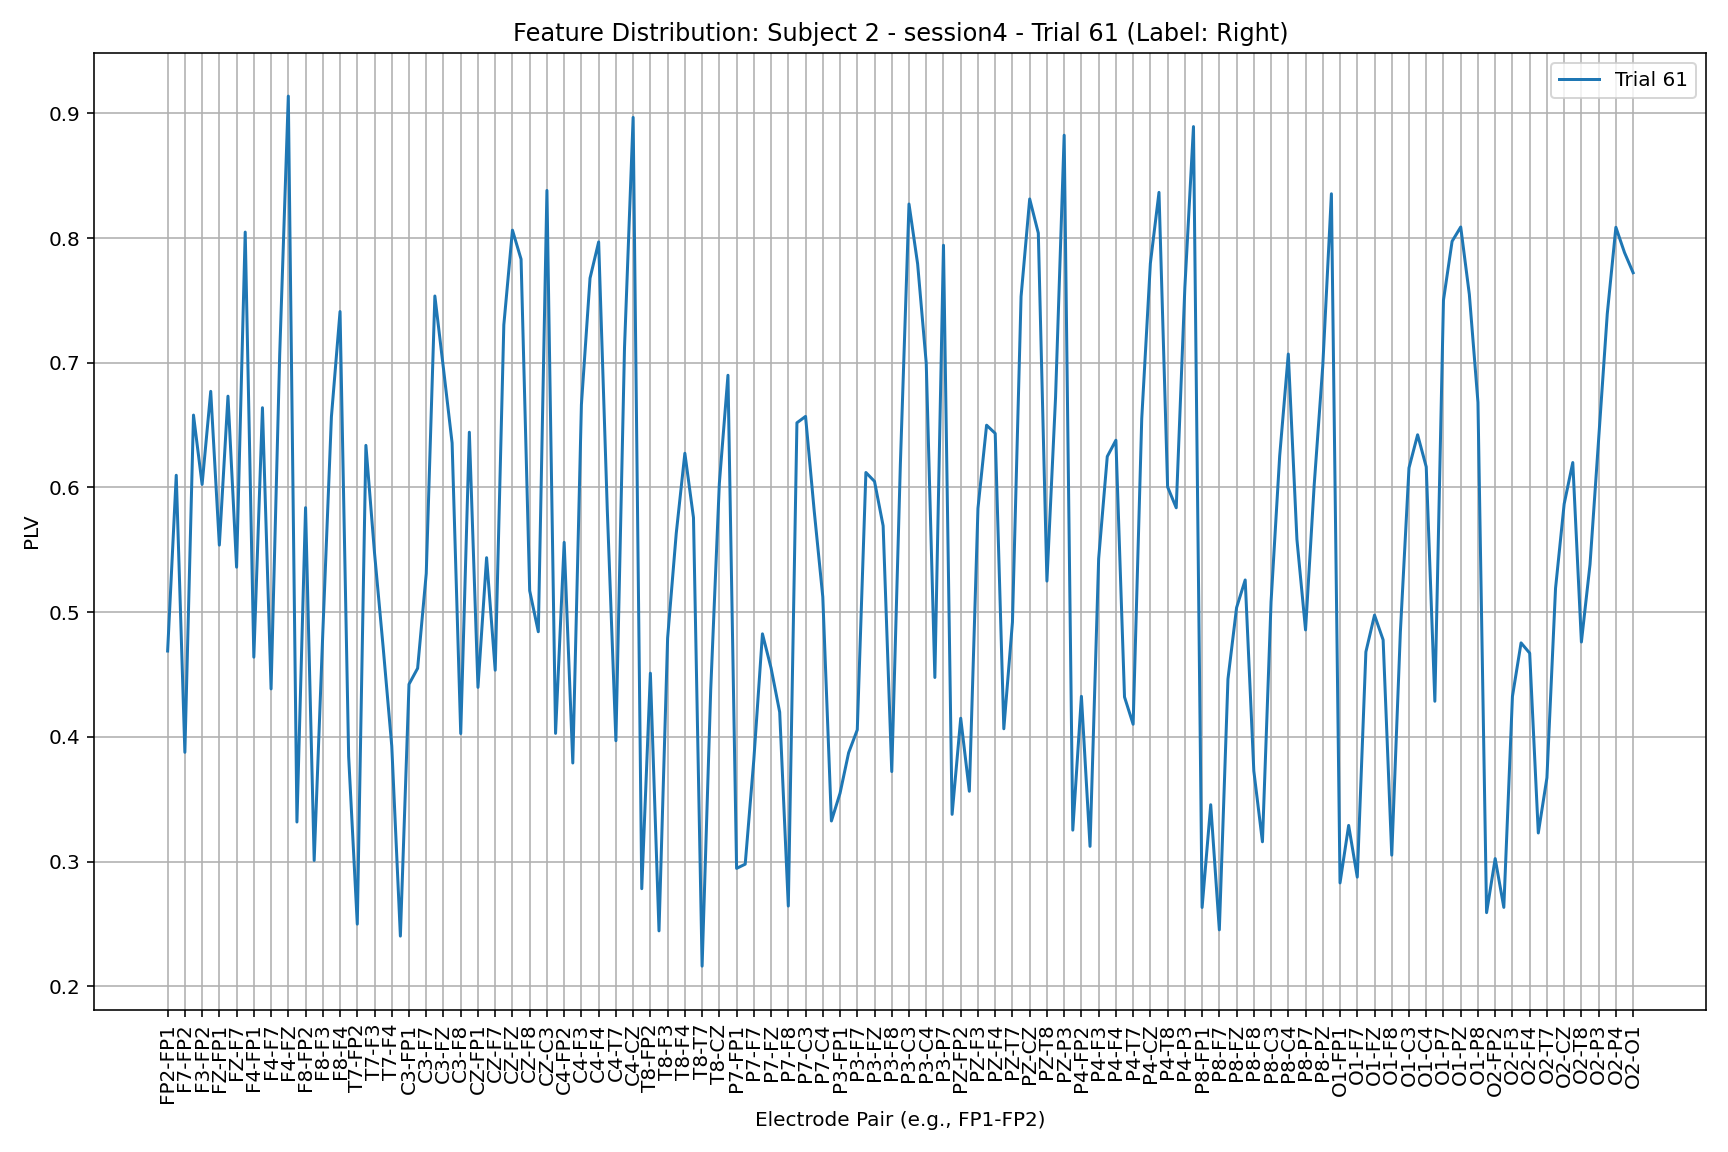 Feature Distribution: Subject 2 - session4 - Trial 61 (Label: Right)
Trial 61
PLV
0.9
0.8
0.7
0.6
0.5
0.4
0.3
0.2
FP2-FP1
F7-FP2
F3-FP2
FZ-FP1
FZ-F7
F4-FP1
F4-F7
F4-FZ
F8-FP2
F8-F3
F8-F4
T7-FP2
T7-F3
T7-F4
C3-FP1
C3-F7
C3-FZ
C3-F8
CZ-FP1
CZ-F7
CZ-FZ
CZ-F8
CZ-C3
C4-FP2
C4-F3
C4-F4
C4-T7
C4-CZ
T8-FP2
T8-F3
T8-F4
T8-T7
T8-CZ
P7-FP1
P7-F7
P7-FZ
P7-F8
P7-C3
P7-C4
P3-FP1
P3-F7
P3-FZ
P3-F8
P3-C3
P3-C4
P3-P7
PZ-FP2
PZ-F3
PZ-F4
PZ-T7
PZ-CZ
PZ-T8
PZ-P3
P4-FP2
P4-F3
P4-F4
P4-T7
P4-CZ
P4-T8
P4-P3
P8-FP1
P8-F7
P8-FZ
P8-F8
P8-C3
P8-C4
P8-P7
P8-PZ
O1-FP1
O1-F7
O1-FZ
O1-F8
O1-C3
O1-C4
O1-P7
O1-PZ
O1-P8
O2-FP2
O2-F3
O2-F4
O2-T7
O2-CZ
O2-T8
O2-P3
O2-P4
O2-O1
Electrode Pair (e.g., FP1-FP2)